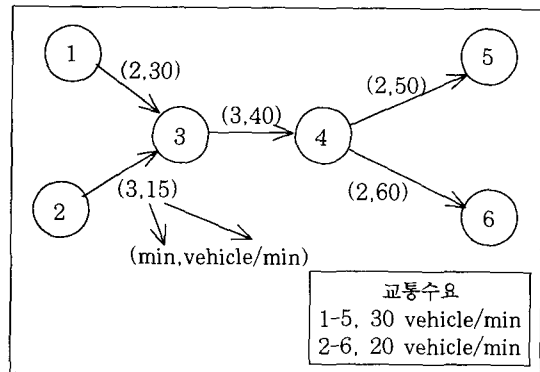 1
5
(2,30)
(2,50)
(3,40)
3
4
2
(3,15)
(2,60)
6
(min,vehicle/min)
교통수요
1-5, 30 vehicle/min
2-6, 20 vehicle/min